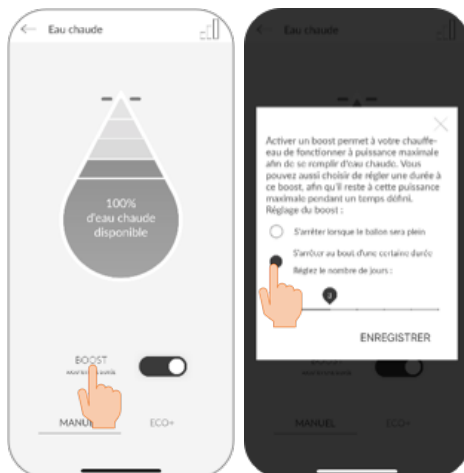 Eau chaude
100%
d'eau chaude
disponible
BOOST
MANUEL
ECO+
Eau chaude
Activer un boost permet à votre chauffe-
eau de fonctionner à puissance maximale
afin de se remplir d'eau chaude. Vous
pouvez aussi choisir de régler une durée à
ce boost, afin qu'il reste à cette puissance
maximale pendant un temps défini.
Réglage du boost :
S'arrêter lorsque le ballon sera plein
S'arrêter au bout d'une certaine durée
Réglez le nombre de jours :
ENREGISTRER
BOOST
MANUEL
ECO+